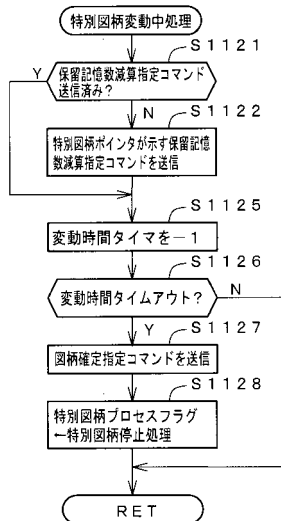 特別図柄変動中処理
S1121
Y
保留記憶数減算指定コマンド
送信済み?
N
S1122
特別図柄ポインタが示す保留記憶
数減算指定コマンドを送信
S1125
変動時間タイマを－1
S1126
変動時間タイムアウト?
N
Y
S1127
図柄確定指定コマンドを送信
S1128
特別図柄プロセスフラグ
←特別図柄停止処理
RET